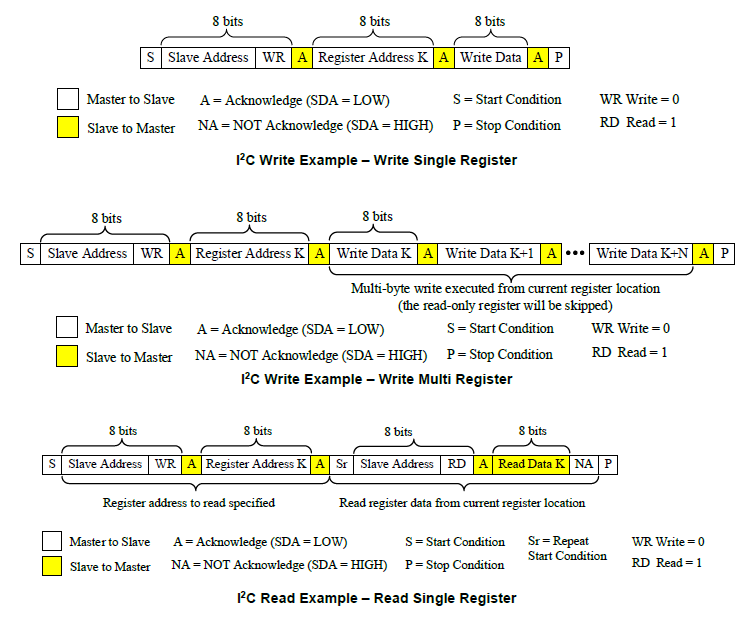 8 bits 8 bits 8 bits
S Slave Address WR A Register Address K A Write Data A P
Master to Slave A = Acknowledge (SDA = LOW) S = Start Condition WR Write = 0
Slave to Master NA = NOT Acknowledge (SDA = HIGH) P = Stop Condition RD Read = 1
I²C Write Example – Write Single Register
8 bits 8 bits 8 bits
S Slave Address WR A Register Address K A Write Data K A Write Data K+1 A ••• Write Data K+N A P
Multi-byte write executed from current register location
(the read-only register will be skipped)
Master to Slave A = Acknowledge (SDA = LOW) S = Start Condition WR Write = 0
Slave to Master NA = NOT Acknowledge (SDA = HIGH) P = Stop Condition RD Read = 1
I²C Write Example – Write Multi Register
8 bits 8 bits 8 bits 8 bits
S Slave Address WR A Register Address K A Sr Slave Address RD A Read Data K NA P
Register address to read specified Read register data from current register location
Master to Slave A = Acknowledge (SDA = LOW) S = Start Condition Sr = Repeat WR Write = 0
Start Condition
Slave to Master NA = NOT Acknowledge (SDA = HIGH) P = Stop Condition RD Read = 1
I²C Read Example – Read Single Register